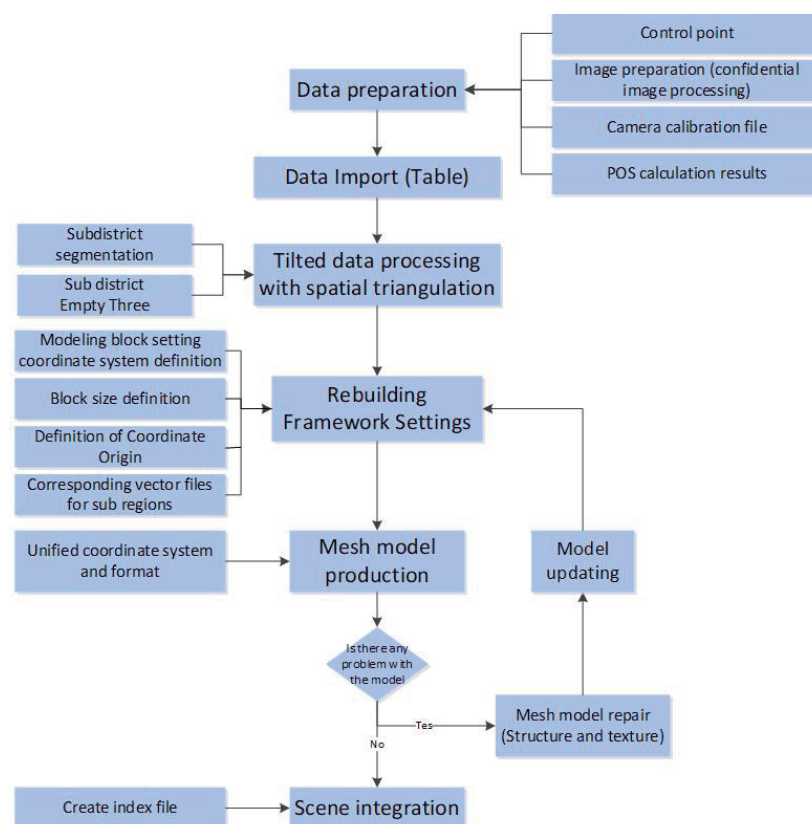 Control point
Image preparation (confidential
image processing)
Data preparation
Camera calibration file
POS calculation results
Data Import (Table)
Subdistrict
segmentation
Sub district
Empty Three
Tilted data processing
with spatial triangulation
Modeling block setting
coordinate system definition
Block size definition
Definition of Coordinate
Origin
Corresponding vector files
for sub regions
Rebuilding
Framework Settings
Unified coordinate system
and format
Mesh model
production
Model
updating
Is there any
problem with
the model
Tes
No
Mesh model repair
(Structure and texture)
Create index file
Scene integration